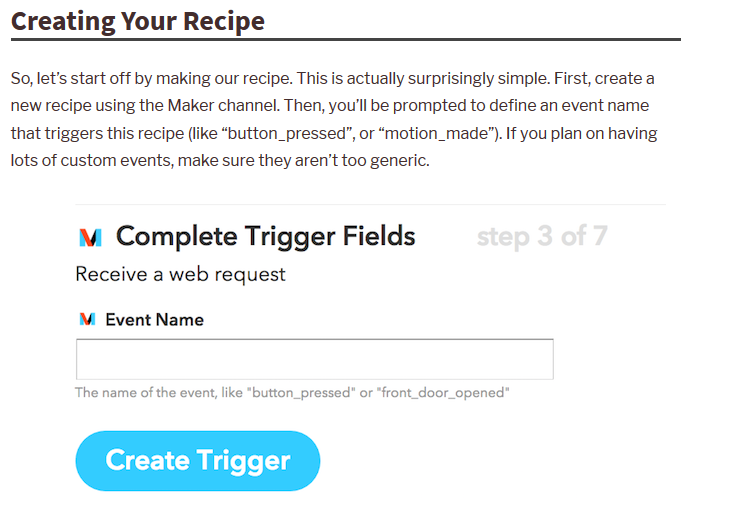 Creating Your Recipe
So, let’s start off by making our recipe. This is actually surprisingly simple. First, create a
new recipe using the Maker channel. Then, you’ll be prompted to define an event name
that triggers this recipe (like “button_pressed”, or “motion_made”). If you plan on having
lots of custom events, make sure they aren’t too generic.
Complete Trigger Fields step 3 of 7
Receive a web request
Event Name
The name of the event, like "button_pressed" or "front_door_opened"
Create Trigger